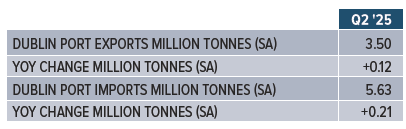 Q2 '25
DUBLIN PORT EXPORTS MILLION TONNES (SA) 3.50
YOY CHANGE MILLION TONNES (SA) +0.12
DUBLIN PORT IMPORTS MILLION TONNES (SA) 5.63
YOY CHANGE MILLION TONNES (SA) +0.21